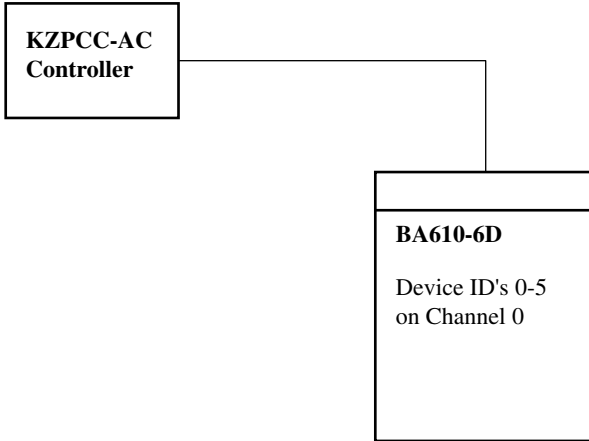 KZPCC-AC
Controller
BA610-6D
Device ID's 0-5
on Channel 0